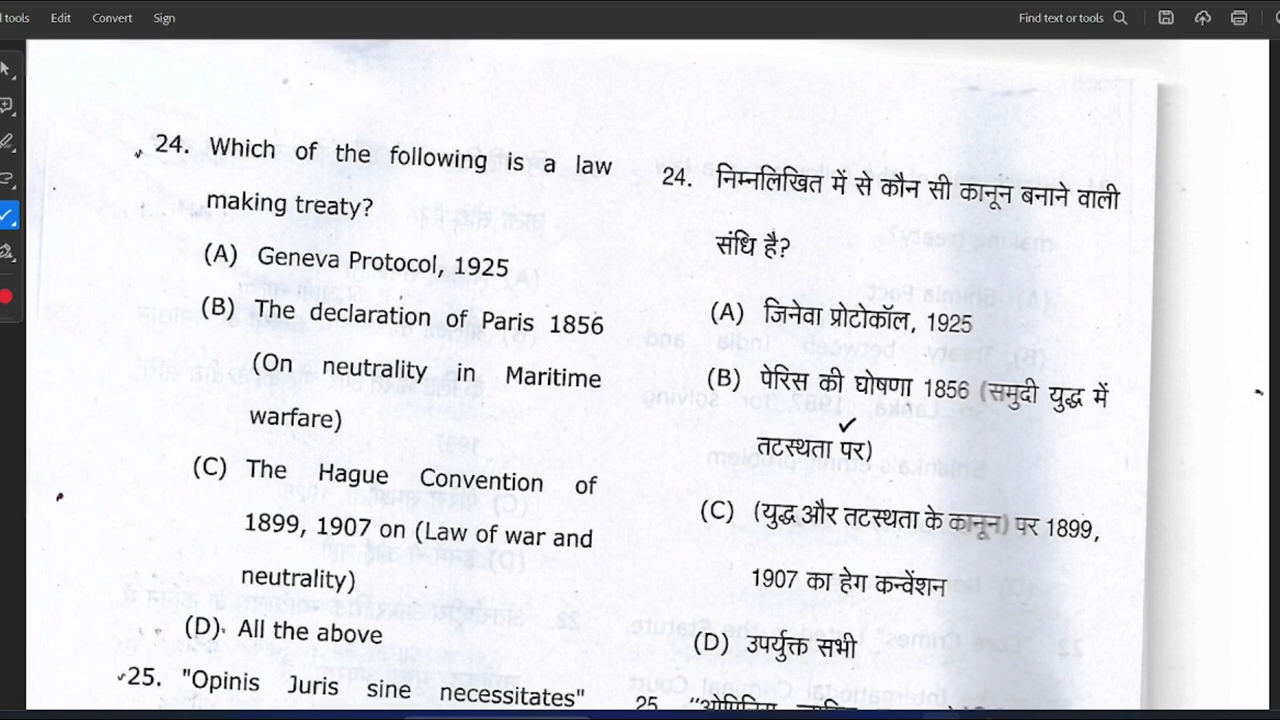 l tools Edit Convert Sign Find text or tools
24. Which of the following is a law
making treaty?
(A) Geneva Protocol, 1925
(B) The declaration of Paris 1856
(On neutrality in Maritime
warfare)
(C) The Hague Convention of
1899, 1907 on (Law of war and
neutrality)
(D). All the above
25. "Opinis Juris sine necessitates"
24. निम्नलिखित में से कौन सी कानून बनाने वाली
संधि है?
(A) जिनेवा प्रोटोकॉल, 1925
(B) पेरिस की घोषणा 1856 (समुदी युद्ध में
तटस्थता पर)
(C) (युद्ध और तटस्थता के कानून) पर 1899,
1907 का हेग कन्वेंशन
(D) उपर्युक्त सभी
25.